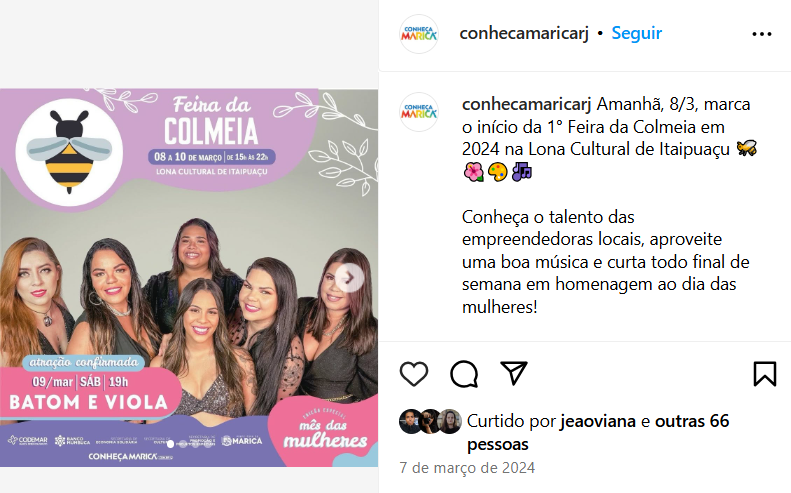 Feira da
COLMEIA
08 A 10 DE MARÇO | DE 15h ÀS 22h
LONA CULTURAL DE ITAIPUAÇU
atração confirmada
09/mar | SÁB | 19h
BATOM E VIOLA
EDIÇÃO ESPECIAL
mês das
mulheres
CODEMAR
BANCO
MUMBUCA
MARICÁ
CONHEÇA MARICÁ
CONHEÇA
MARICÁ
conhecamaricarj • Seguir
CONHEÇA
MARICÁ
conhecamaricarj Amanhã, 8/3, marca
o início da 1° Feira da Colmeia em
2024 na Lona Cultural de Itaipuaçu 🐝
🌺🎨🎶
Conheça o talento das
empreendedoras locais, aproveite
uma boa música e curta todo final de
semana em homenagem ao dia das
mulheres!
Curtido por jeaoviana e outras 66
pessoas
7 de março de 2024